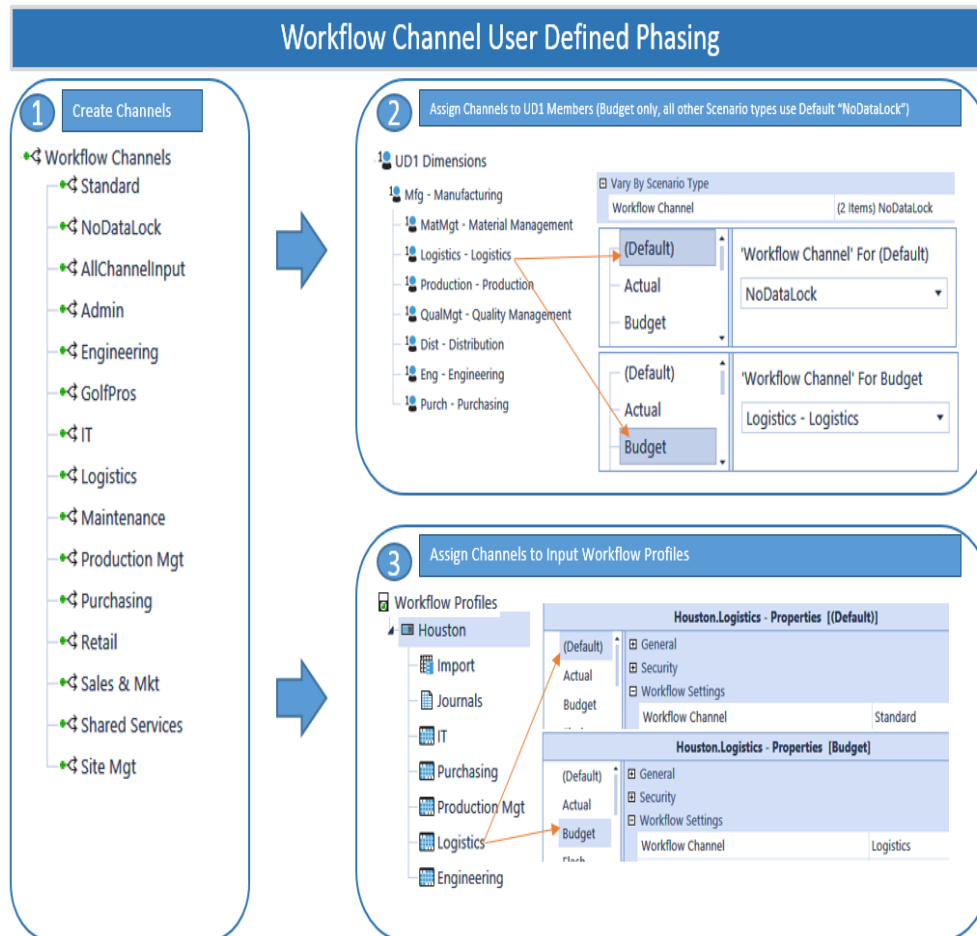 Workflow Channel User Defined Phasing
1
Create Channels
Workflow Channels
Standard
NoDataLock
AllChannelInput
Admin
Engineering
GolfPros
IT
Logistics
Maintenance
Production Mgt
Purchasing
Retail
Sales & Mkt
Shared Services
Site Mgt
2
Assign Channels to UD1 Members (Budget only, all other Scenario types use Default “NoDataLock”)
UD1 Dimensions
Mfg - Manufacturing
MatMgt - Material Management
Logistics - Logistics
Production - Production
QualMgt - Quality Management
Dist - Distribution
Eng - Engineering
Purch - Purchasing
Vary By Scenario Type
Workflow Channel (2 Items) NoDataLock
(Default)
Actual
Budget
'Workflow Channel' For (Default)
NoDataLock
(Default)
Actual
Budget
'Workflow Channel' For Budget
Logistics - Logistics
3
Assign Channels to Input Workflow Profiles
Workflow Profiles
Houston
Import
Journals
IT
Purchasing
Production Mgt
Logistics
Engineering
Houston.Logistics - Properties [(Default)]
(Default)
Actual
Budget
General
Security
Workflow Settings
Workflow Channel Standard
Houston.Logistics - Properties [Budget]
(Default)
Actual
Budget
General
Security
Workflow Settings
Workflow Channel Logistics